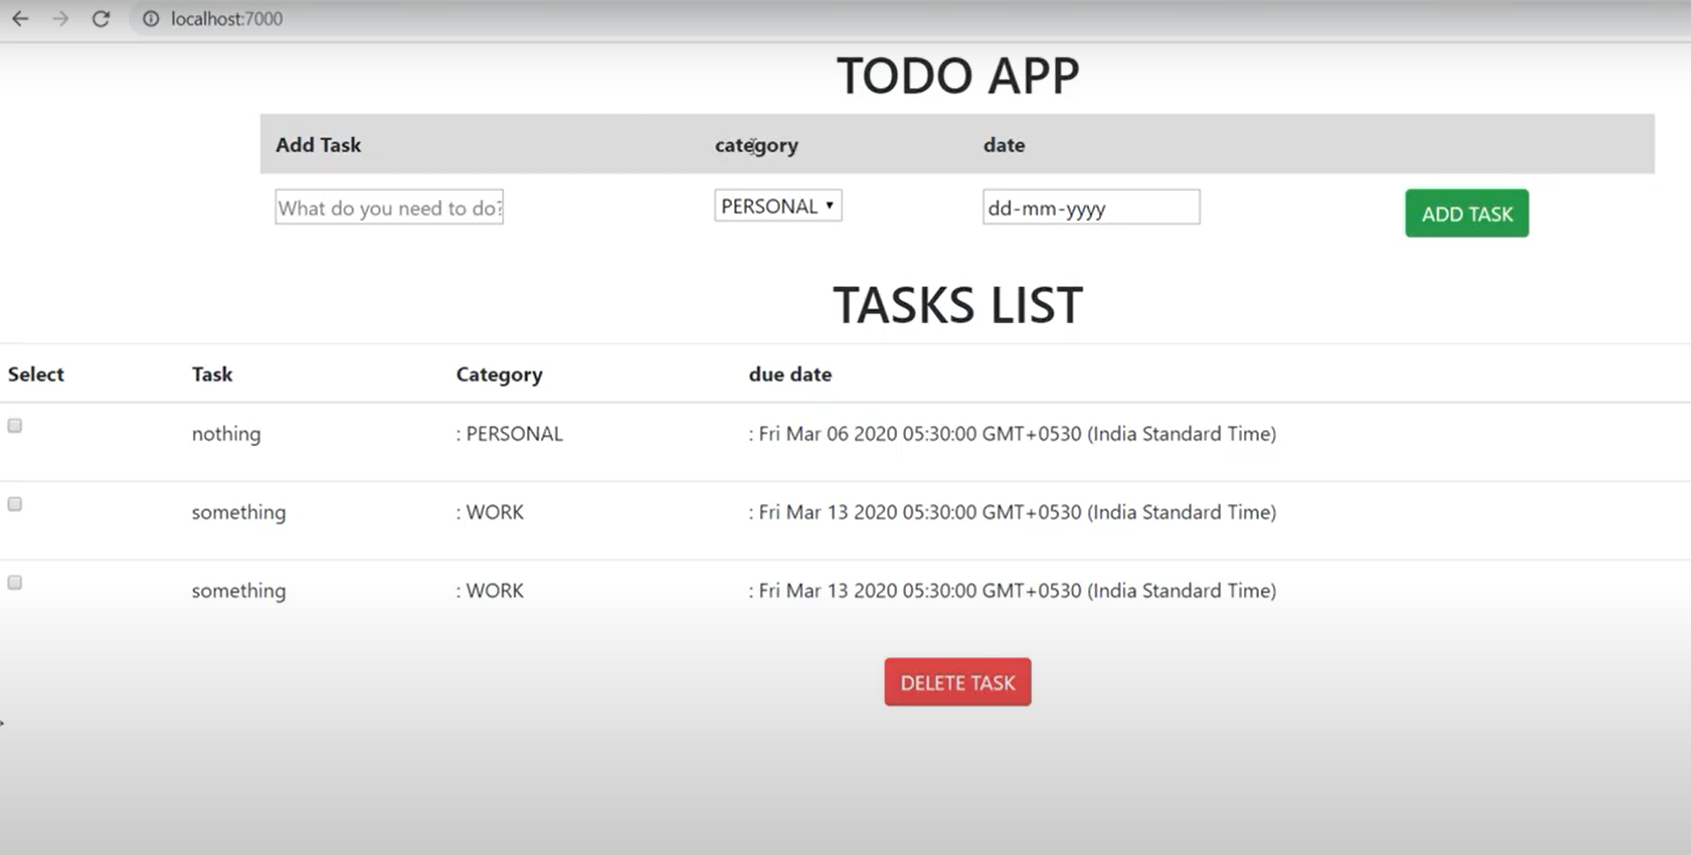 localhost:7000
TODO APP
Add Task category date
What do you need to do? PERSONAL dd-mm-yyyy ADD TASK
TASKS LIST
Select Task Category due date
nothing : PERSONAL : Fri Mar 06 2020 05:30:00 GMT+0530 (India Standard Time)
something : WORK : Fri Mar 13 2020 05:30:00 GMT+0530 (India Standard Time)
something : WORK : Fri Mar 13 2020 05:30:00 GMT+0530 (India Standard Time)
DELETE TASK
>